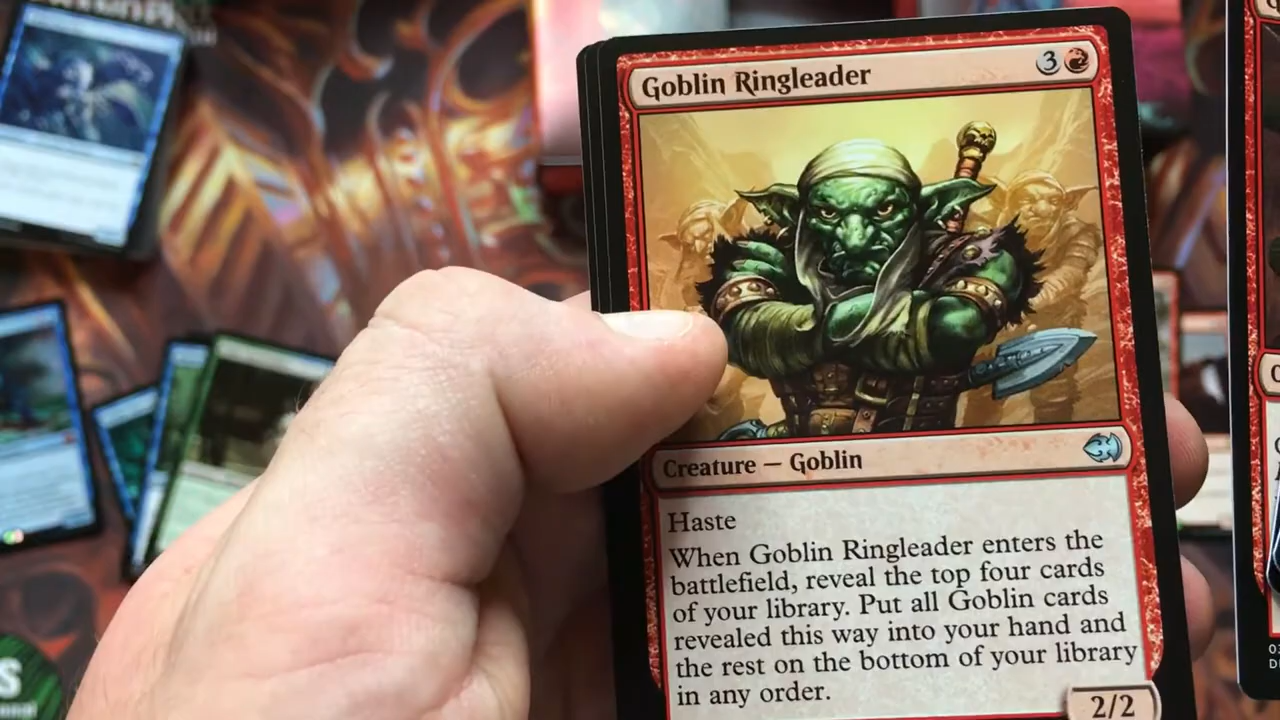 Goblin Ringleader
3
Creature — Goblin
Haste
When Goblin Ringleader enters the
battlefield, reveal the top four cards
of your library. Put all Goblin cards
revealed this way into your hand and
the rest on the bottom of your library
in any order.
2/2